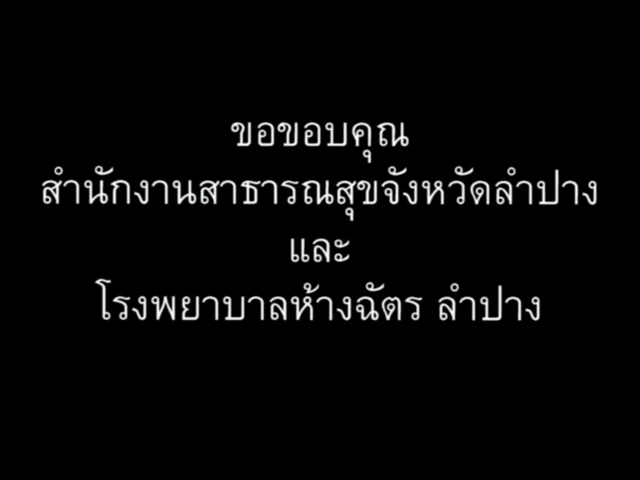 ขอขอบคุณ
สำนักงานสาธารณสุขจังหวัดลำปาง
และ
โรงพยาบาลห้างฉัตร ลำปาง